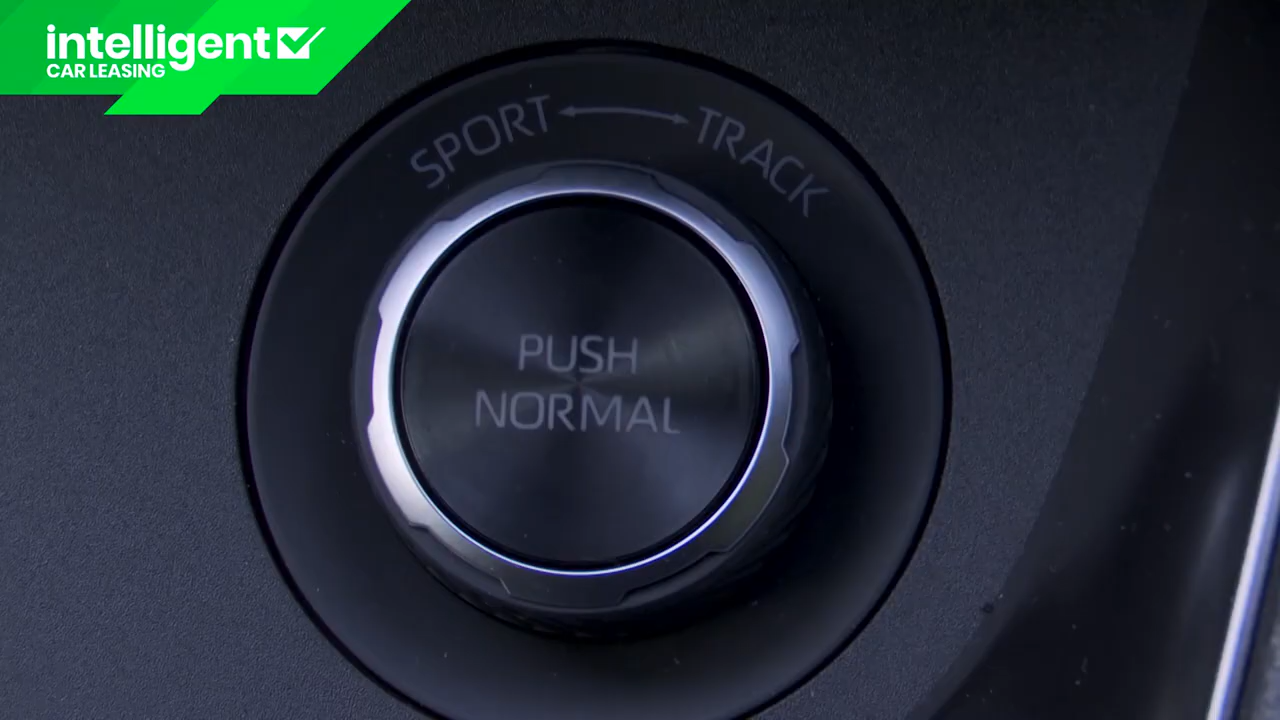 intelligent
CAR LEASING
SPORT
TRACK
PUSH
NORMAL